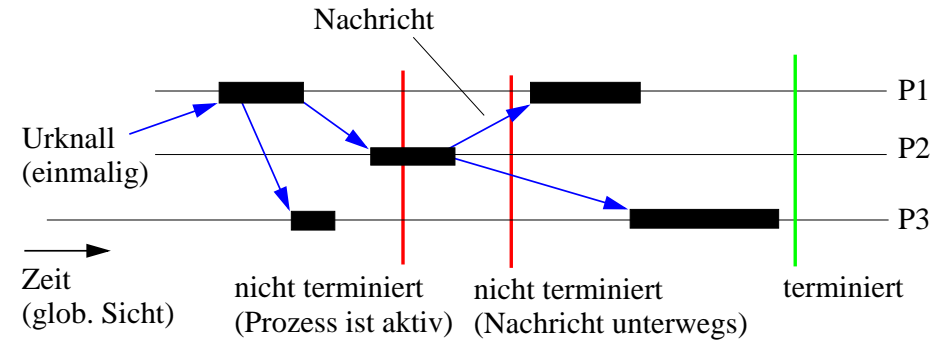 Nachricht
P1
Urknall
(einmalig)
P2
P3
Zeit
(glob. Sicht)
nicht terminiert
(Prozess ist aktiv)
nicht terminiert
(Nachricht unterwegs)
terminiert